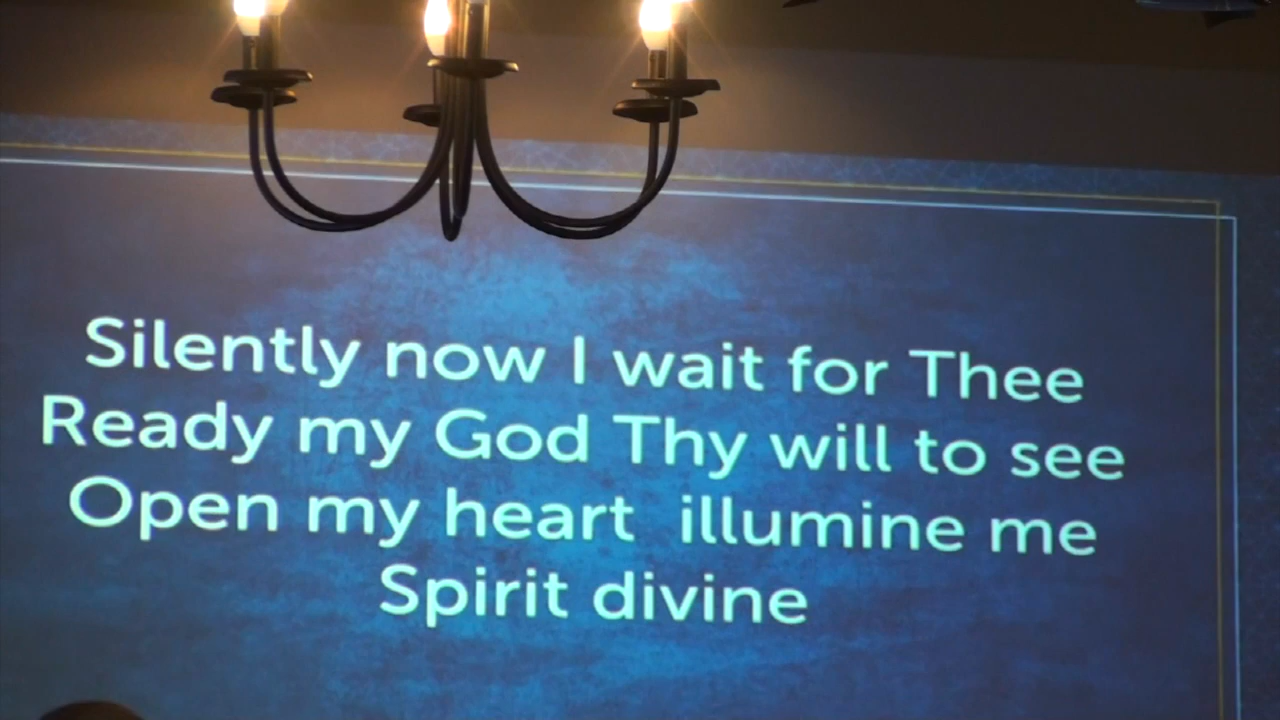 Silently now I wait for Thee
Ready my God Thy will to see
Open my heart illumine me
Spirit divine